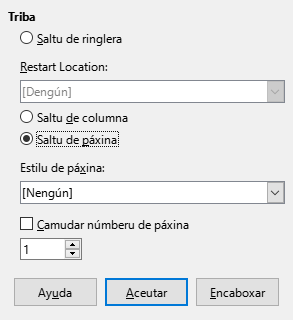 Triba
Saltu de ringlera
Restart Location:
[Dengún]
Saltu de columna
Saltu de páxina
Estilu de páxina:
[Nengún]
Camudar númberu de páxina
1
Ayuda Aceutar Encaboxar